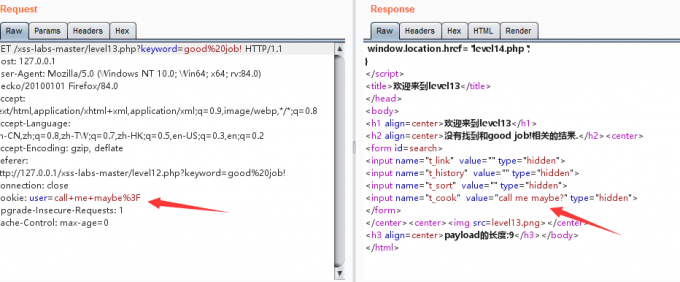 Request
Raw Params Headers Hex
ET /xss-labs-master/level13.php?keyword=good%20job! HTTP/1.1
ost: 127.0.0.1
ser-Agent: Mozilla/5.0 (Windows NT 10.0; Win64; x64; rv:84.0)
ecko/20100101 Firefox/84.0
ccept:
ext/html,application/xhtml+xml,application/xml;q=0.9,image/webp,*/*;q=0.8
ccept-Language:
h-CN,zh;q=0.8,zh-TW;q=0.7,zh-HK;q=0.5,en-US;q=0.3,en;q=0.2
ccept-Encoding: gzip, deflate
eferer:
ttp://127.0.0.1/xss-labs-master/level12.php?keyword=good%20job!
onnection: close
ookie: user=call+me+maybe%3F
pgrade-Insecure-Requests: 1
ache-Control: max-age=0
Response
Raw Headers Hex HTML Render
window.location.href="level14.php";
}
</script>
<title>欢迎来到level13</title>
</head>
<body>
<h1 align=center>欢迎来到level13</h1>
<h2 align=center>没有找到和good job!相关的结果.</h2><center>
<form id=search>
<input name="t_link" value="" type="hidden">
<input name="t_history" value="" type="hidden">
<input name="t_sort" value="" type="hidden">
<input name="t_cook" value="call me maybe?" type="hidden">
</form>
</center><center><img src=level13.png></center>
<h3 align=center>payload的长度:9</h3></body>
</html>